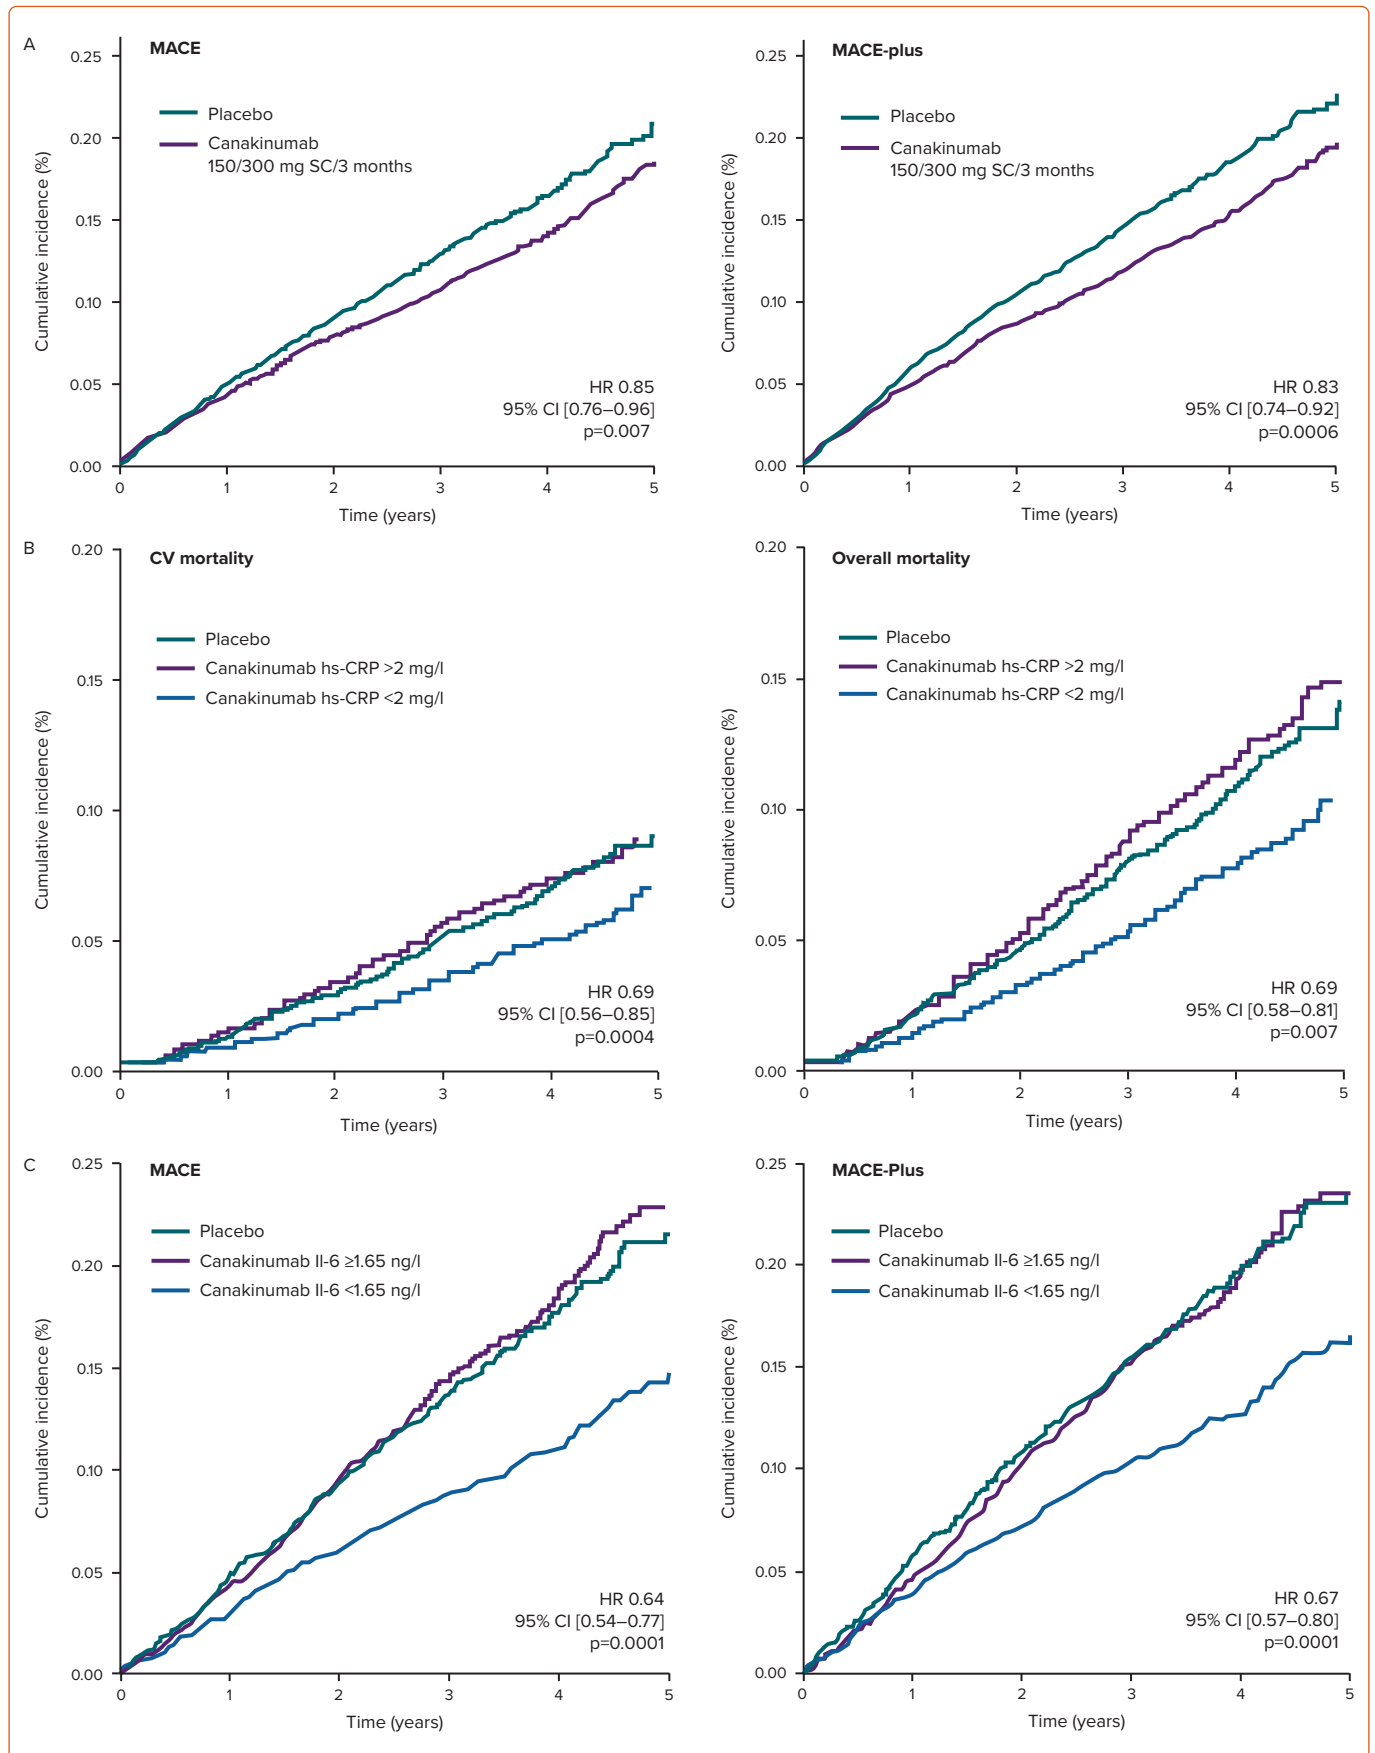 A
MACE
Placebo
Canakinumab
150/300 mg SC/3 months
Cumulative incidence (%)
0.25
0.20
0.15
0.10
0.05
0.00
HR 0.85
95% CI [0.76–0.96]
p=0.007
0 1 2 3 4 5
Time (years)
MACE-plus
Placebo
Canakinumab
150/300 mg SC/3 months
Cumulative incidence (%)
0.25
0.20
0.15
0.10
0.05
0.00
HR 0.83
95% CI [0.74–0.92]
p=0.0006
0 1 2 3 4 5
Time (years)
B
CV mortality
Placebo
Canakinumab hs-CRP >2 mg/l
Canakinumab hs-CRP <2 mg/l
Cumulative incidence (%)
0.20
0.15
0.10
0.05
0.00
HR 0.69
95% CI [0.56–0.85]
p=0.0004
0 1 2 3 4 5
Time (years)
Overall mortality
Placebo
Canakinumab hs-CRP >2 mg/l
Canakinumab hs-CRP <2 mg/l
Cumulative incidence (%)
0.20
0.15
0.10
0.05
0.00
HR 0.69
95% CI [0.58–0.81]
p=0.007
0 1 2 3 4 5
Time (years)
C
MACE
Placebo
Canakinumab Il-6 ≥1.65 ng/l
Canakinumab Il-6 <1.65 ng/l
Cumulative incidence (%)
0.25
0.20
0.15
0.10
0.05
0.00
HR 0.64
95% CI [0.54–0.77]
p=0.0001
0 1 2 3 4 5
Time (years)
MACE-Plus
Placebo
Canakinumab Il-6 ≥1.65 ng/l
Canakinumab Il-6 <1.65 ng/l
Cumulative incidence (%)
0.25
0.20
0.15
0.10
0.05
0.00
HR 0.67
95% CI [0.57–0.80]
p=0.0001
0 1 2 3 4 5
Time (years)